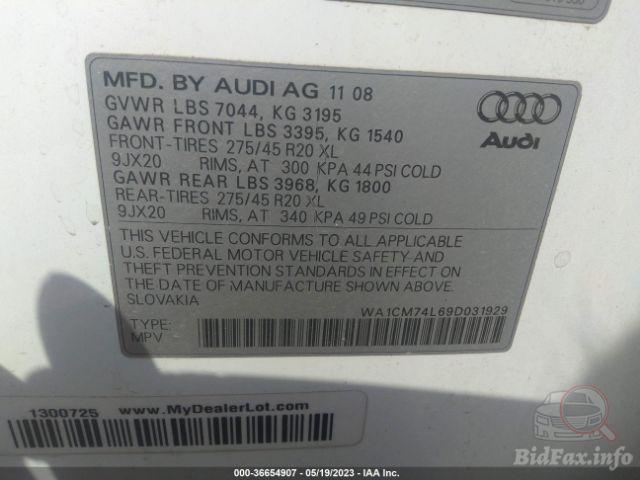 MFD. BY AUDI AG 11 08
GVWR LBS 7044, KG 3195
GAWR FRONT LBS 3395, KG 1540
FRONT-TIRES 275/45 R20 XL
9JX20 RIMS, AT 300 KPA 44 PSI COLD
GAWR REAR LBS 3968, KG 1800
REAR-TIRES 275/45 R20 XL
9JX20 RIMS, AT 340 KPA 49 PSI COLD
Audi
THIS VEHICLE CONFORMS TO ALL APPLICABLE
U.S. FEDERAL MOTOR VEHICLE SAFETY AND
THEFT PREVENTION STANDARDS IN EFFECT ON
THE DATE OF MANUFACTURE SHOWN ABOVE.
SLOVAKIA
WA1CM74L69D031929
TYPE:
MPV
1300725 www.MyDealerLot.com
BidFax.info
000-36654907 - 05/19/2023 - IAA Inc.